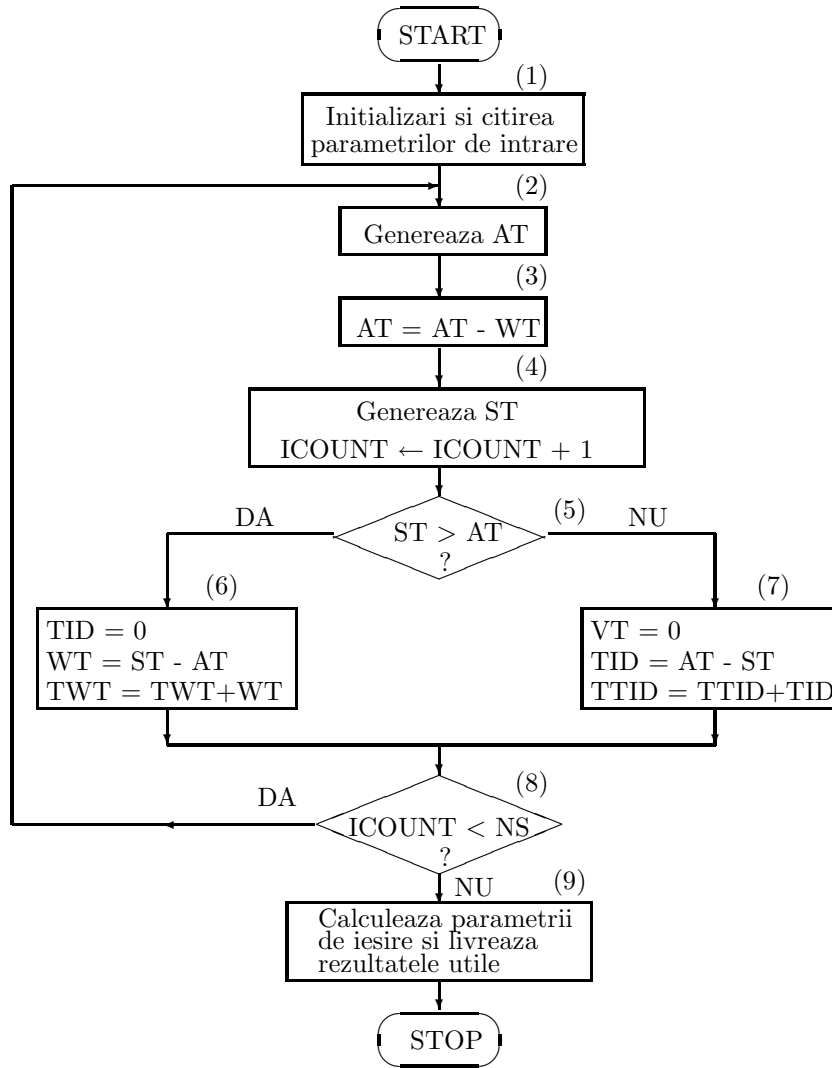 START
(1)
Initializari si citirea
parametrilor de intrare
(2)
Genereaza AT
(3)
AT = AT - WT
(4)
Genereaza ST
ICOUNT ← ICOUNT + 1
(5)
ST > AT
?
DA
NU
(6)
TID = 0
WT = ST - AT
TWT = TWT+WT
(7)
VT = 0
TID = AT - ST
TTID = TTID+TID
(8)
DA
ICOUNT < NS
?
NU
(9)
Calculeaza parametrii
de iesire si livreaza
rezultatele utile
STOP